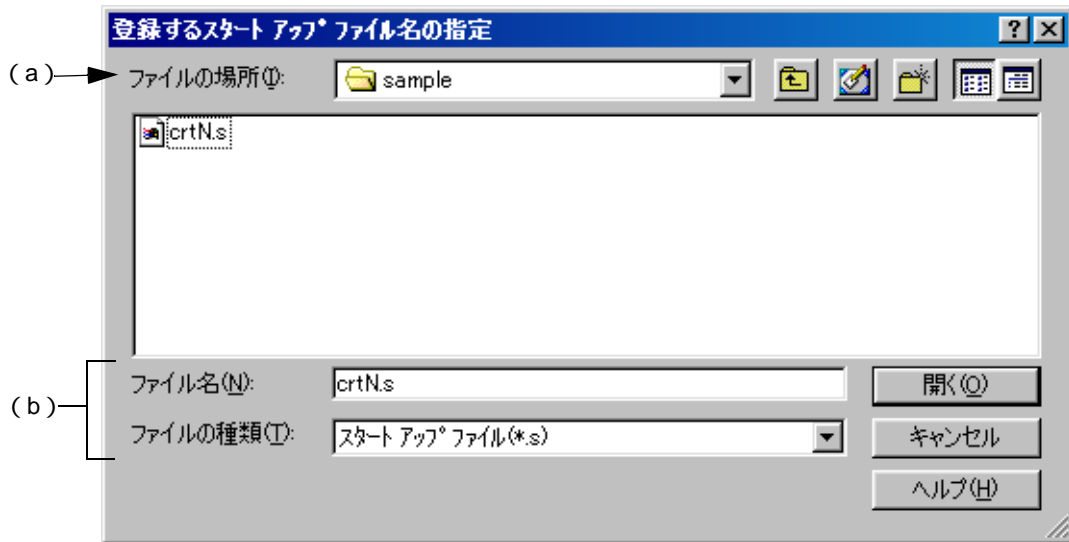 登録するｽﾀｰﾄ ｱｯﾌﾟ ﾌｧｲﾙ名の指定
(a)
ファイルの場所(I):
sample
crtN.s
(b)
ファイル名(N):
crtN.s
開く(O)
ファイルの種類(T):
ｽﾀｰﾄ ｱｯﾌﾟ ﾌｧｲﾙ(*.s)
キャンセル
ヘルプ(H)